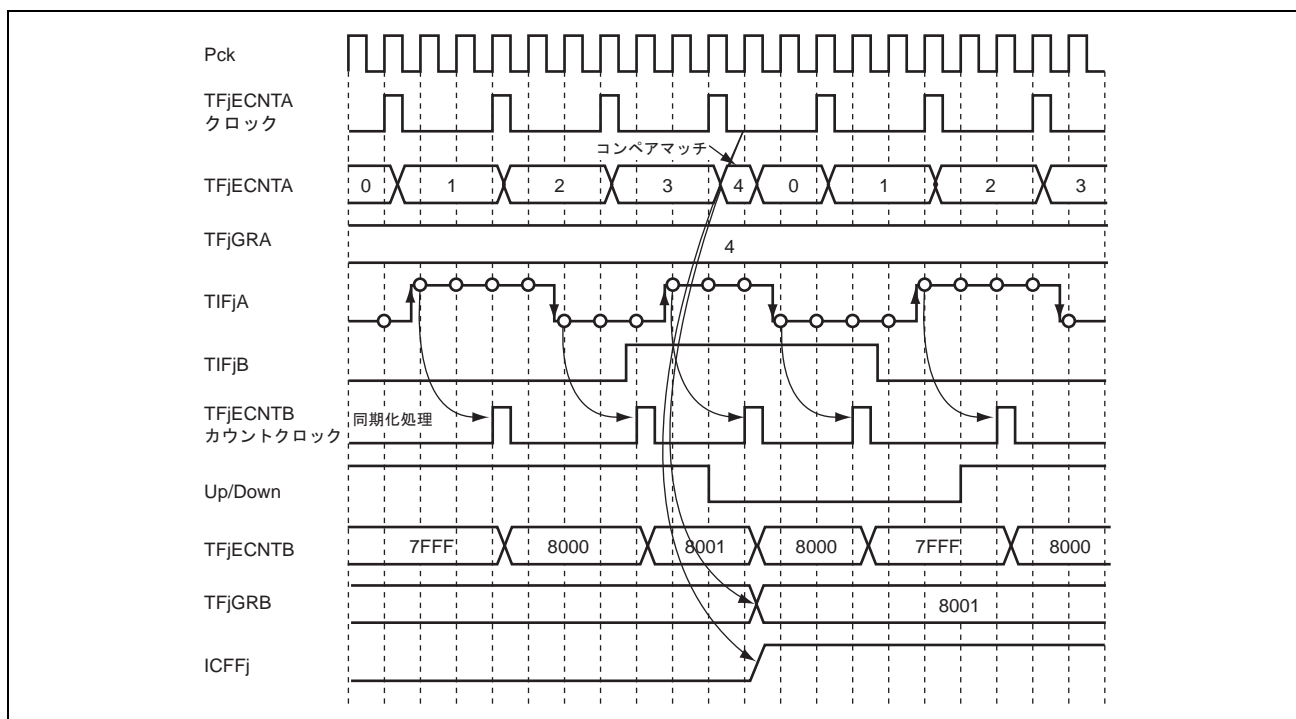 Pck
TFjECNTA
クロック
コンペアマッチ
TFjECNTA 0 1 2 3 4 0 1 2 3
TFjGRA 4
TIFjA
TIFjB
TFjECNTB 同期化処理
カウントクロック
Up/Down
TFjECNTB 7FFF 8000 8001 8000 7FFF 8000
TFjGRB 8001
ICFFj